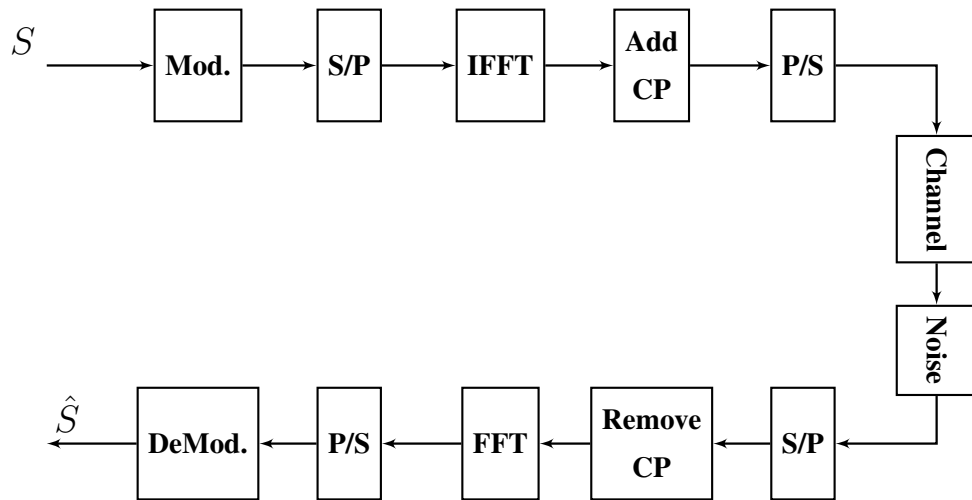 S
Mod.
S/P
IFFT
Add
CP
P/S
Channel
Noise
S/P
Remove
CP
FFT
P/S
DeMod.
Ŝ